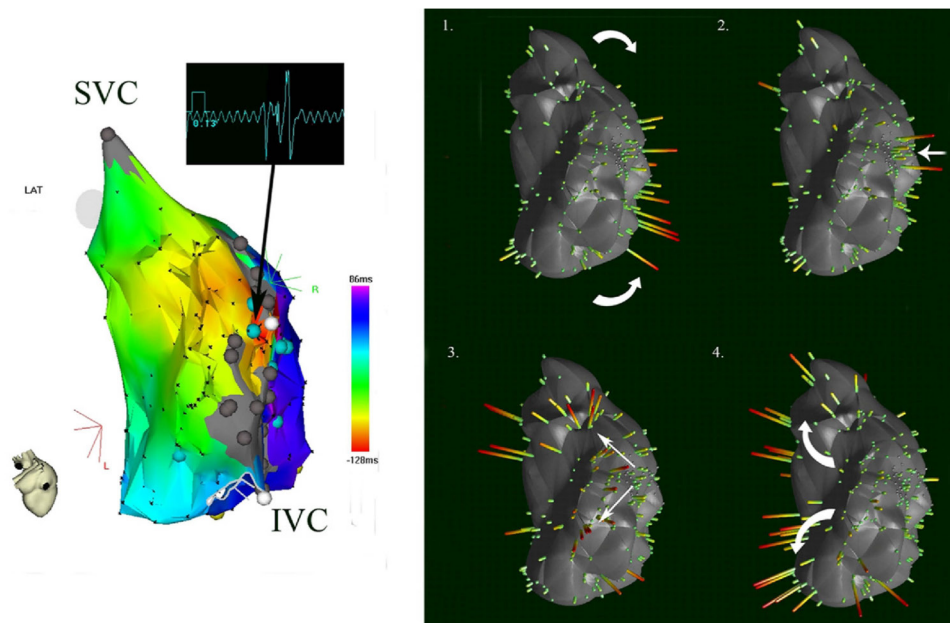 SVC
0.13
LAT
R
86ms
-128ms
L
IVC
1.
2.
3.
4.